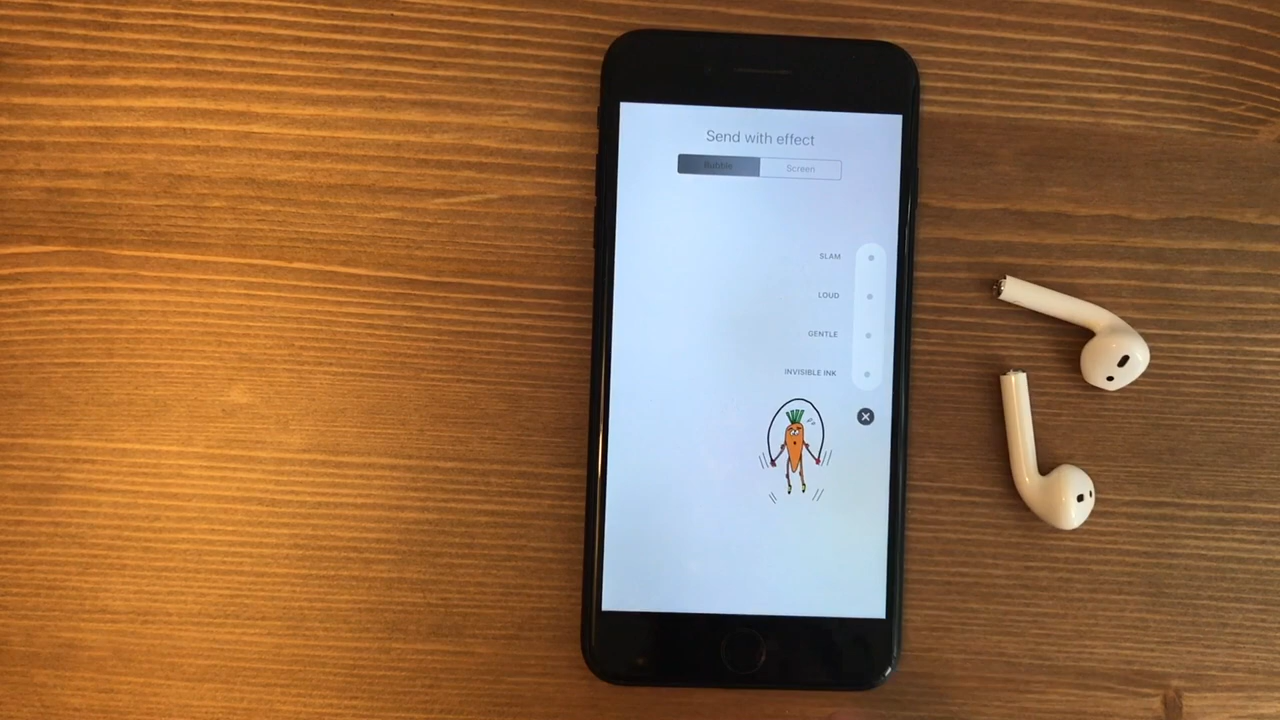 Send with effect
Bubble Screen
SLAM
LOUD
GENTLE
INVISIBLE INK